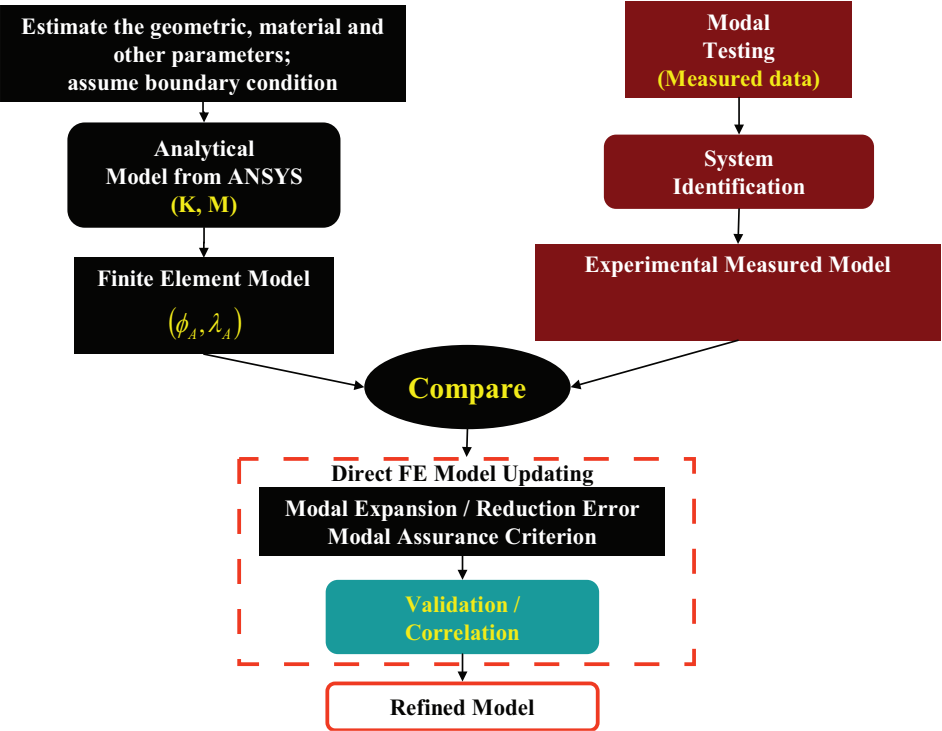 Estimate the geometric, material and
other parameters;
assume boundary condition
Analytical
Model from ANSYS
(K, M)
Finite Element Model
(ϕ_A, λ_A)
Modal
Testing
(Measured data)
System
Identification
Experimental Measured Model
Compare
Direct FE Model Updating
Modal Expansion / Reduction Error
Modal Assurance Criterion
Validation /
Correlation
Refined Model